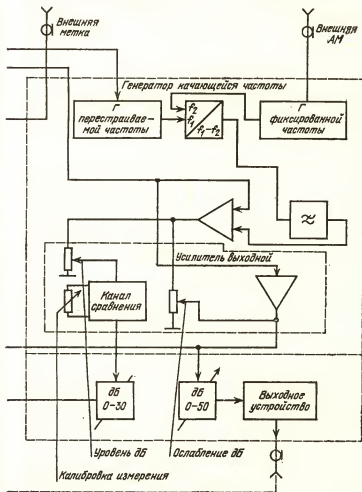 Внешняя
метка
Внешняя
АМ
Генератор качающейся частоты
Г
перестраивае-
мой частоты
f₂
f₁
f₁-f₂
Г
фиксированной
частоты
≈
Усилитель выходной
Канал
сравнения
дБ
0-30
дБ
0-50
Выходное
устройство
Уровень дБ
Ослабление дБ
Калибровка измерения